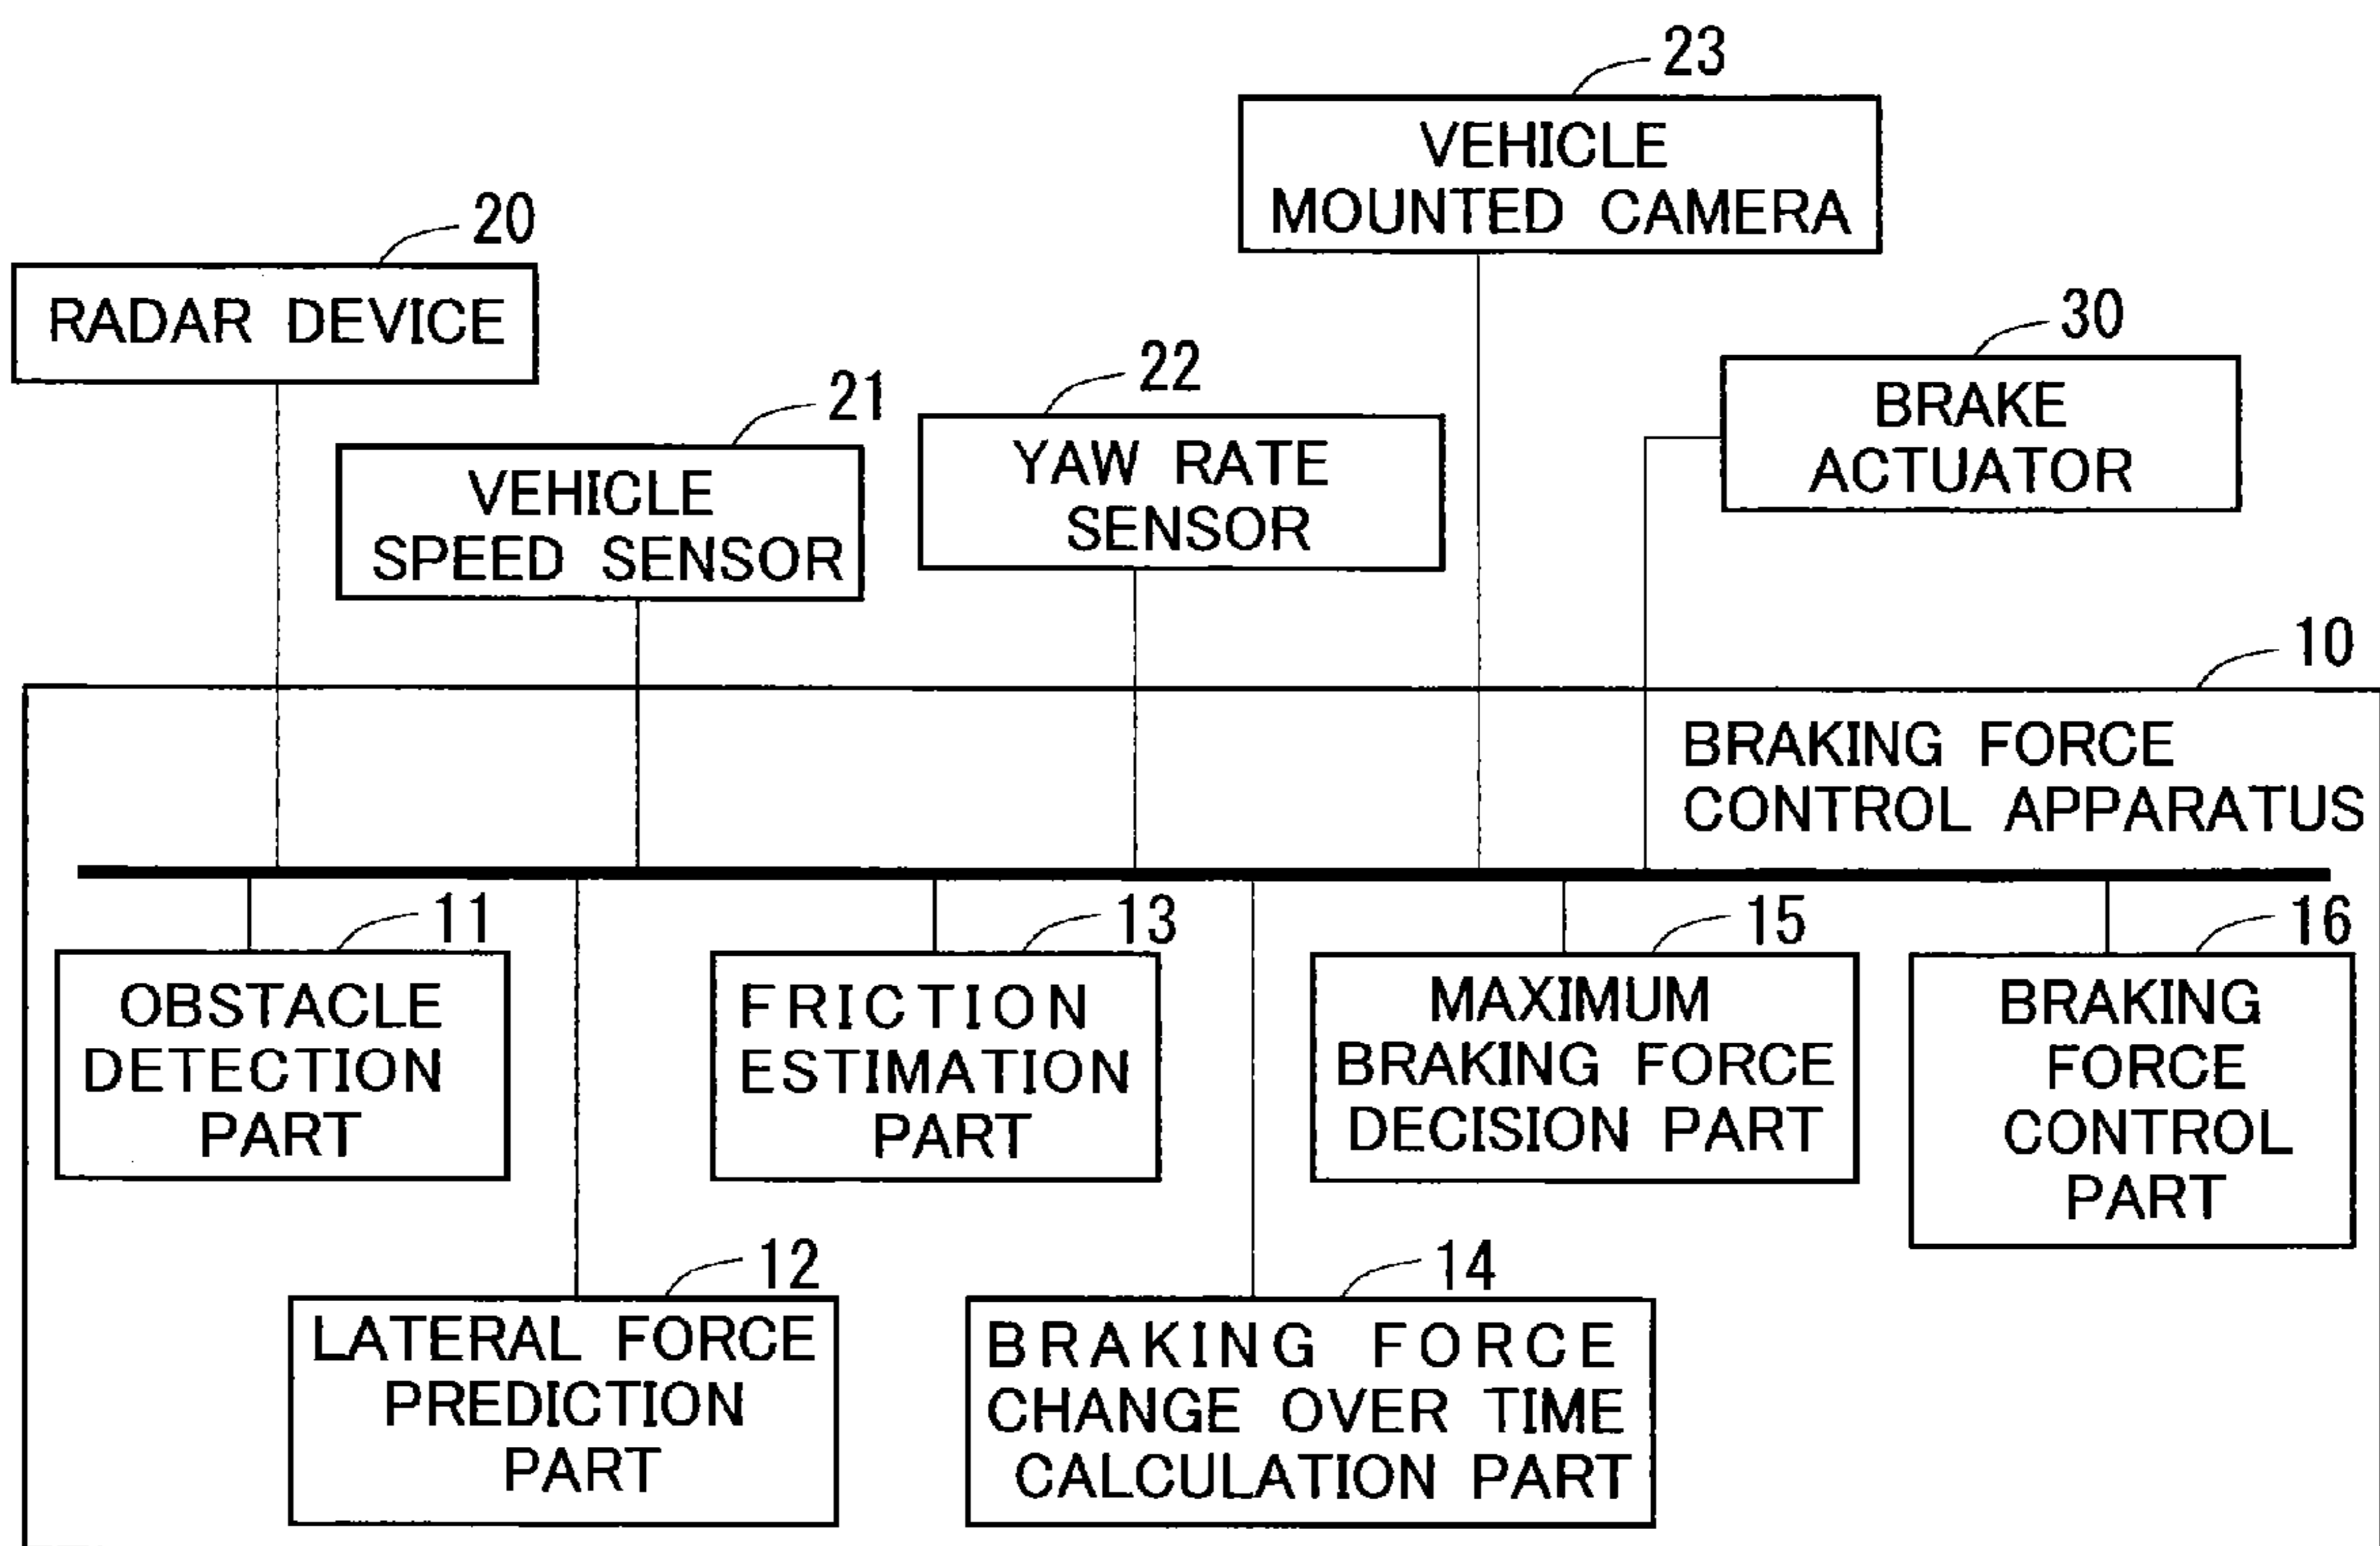 23
VEHICLE
MOUNTED CAMERA
20
RADAR DEVICE
30
BRAKE
ACTUATOR
22
YAW RATE
SENSOR
21
VEHICLE
SPEED SENSOR
10
BRAKING FORCE
CONTROL APPARATUS
11
OBSTACLE
DETECTION
PART
13
FRICTION
ESTIMATION
PART
15
MAXIMUM
BRAKING FORCE
DECISION PART
16
BRAKING
FORCE
CONTROL
PART
12
LATERAL FORCE
PREDICTION
PART
14
BRAKING FORCE
CHANGE OVER TIME
CALCULATION PART